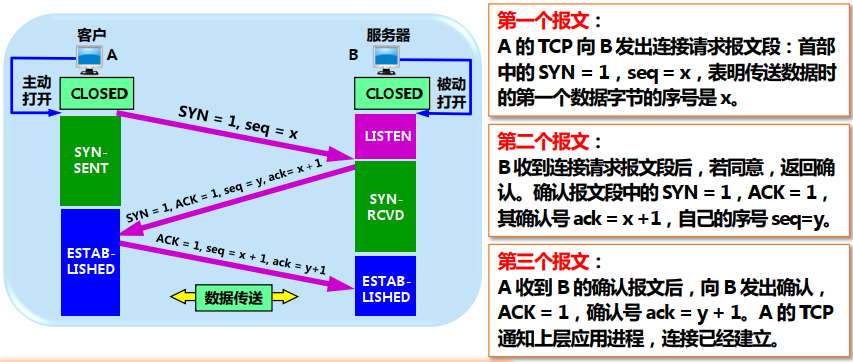 客户
A
服务器
B
主动
打开
CLOSED
CLOSED
被动
打开
SYN = 1, seq = x
LISTEN
SYN-
SENT
SYN = 1, ACK = 1, seq = y, ack= x + 1
SYN-
RCVD
ESTAB-
LISHED
ACK = 1, seq = x + 1, ack = y+1
ESTAB-
LISHED
数据传送
第一个报文：
A 的 TCP 向 B 发出连接请求报文段：首部
中的 SYN = 1，seq = x，表明传送数据时
的第一个数据字节的序号是 x。
第二个报文：
B 收到连接请求报文段后，若同意，返回确
认。确认报文段中的 SYN = 1，ACK = 1，
其确认号 ack = x +1，自己的序号 seq=y。
第三个报文：
A 收到 B 的确认报文后，向 B 发出确认，
ACK = 1，确认号 ack = y + 1。A 的 TCP
通知上层应用进程，连接已经建立。